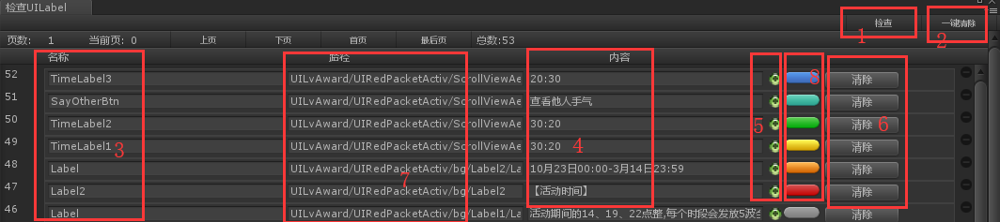 检查UILabel
检查 一键清除
1 2
页数: 1 当前页: 0 上页 下页 首页 最后页 总数:53
名称 路径 内容
52 TimeLabel3 UILvAward/UIRedPacketActiv/ScrollViewAe 20:30 8 清除
51 SayOtherBtn UILvAward/UIRedPacketActiv/ScrollViewAe 查看他人手气 清除
50 TimeLabel2 UILvAward/UIRedPacketActiv/ScrollViewAe 30:20 5 6 清除
49 TimeLabel1 3 UILvAward/UIRedPacketActiv/ScrollViewAe 30:20 4 清除
48 Label UILvAward/UIRedPacketActiv/bg/Label2/La 7 10月23日00:00-3月14日23:59 清除
47 Label2 UILvAward/UIRedPacketActiv/bg/Label2 【活动时间】 清除
46 Label UILvAward/UIRedPacketActiv/bg/Label1/La 活动期间的14、19、22点整,每个时段会发放5波 清除